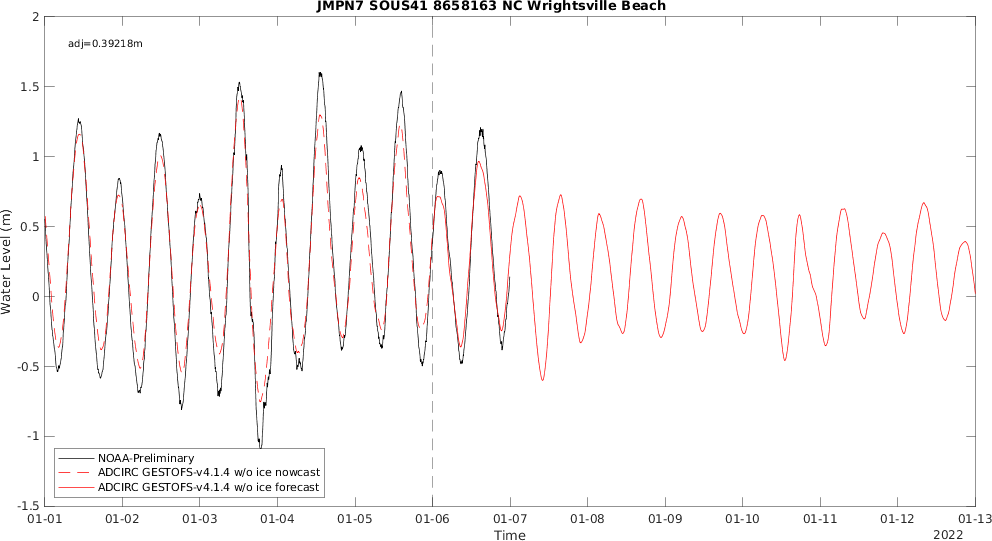 JMPN7 SOUS41 8658163 NC Wrightsville Beach
adj=0.39218m
Water Level (m)
2
1.5
1
0.5
0
-0.5
-1
-1.5
NOAA-Preliminary
ADCIRC GESTOFS-v4.1.4 w/o ice nowcast
ADCIRC GESTOFS-v4.1.4 w/o ice forecast
01-01 01-02 01-03 01-04 01-05 01-06 01-07 01-08 01-09 01-10 01-11 01-12 01-13
Time
2022